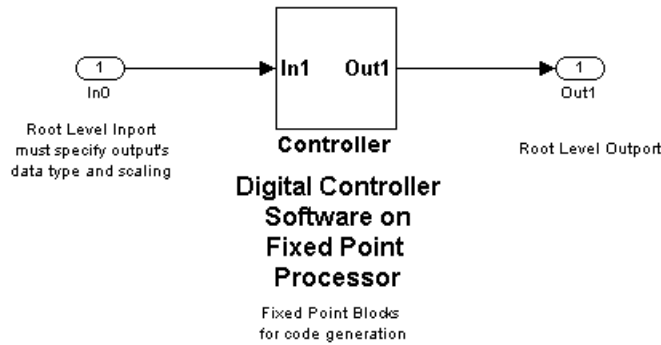 1
In0
In1
Out1
1
Out1
Controller
Root Level Inport
must specify output's
data type and scaling
Root Level Outport
Digital Controller
Software on
Fixed Point
Processor
Fixed Point Blocks
for code generation